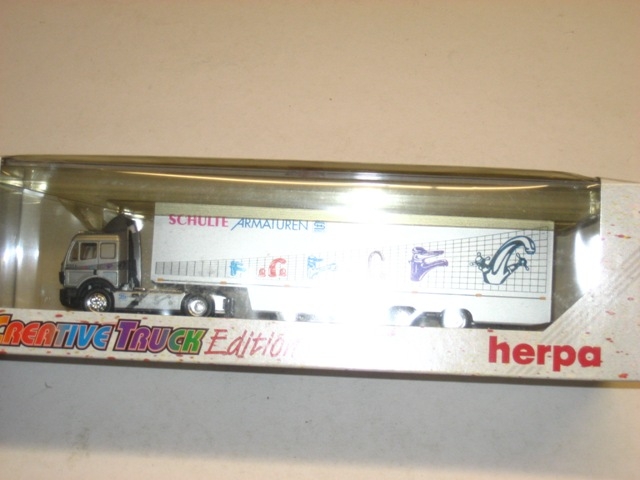 SCHULTE ARMATUREN
CREATIVE TRUCK Edition
herpa